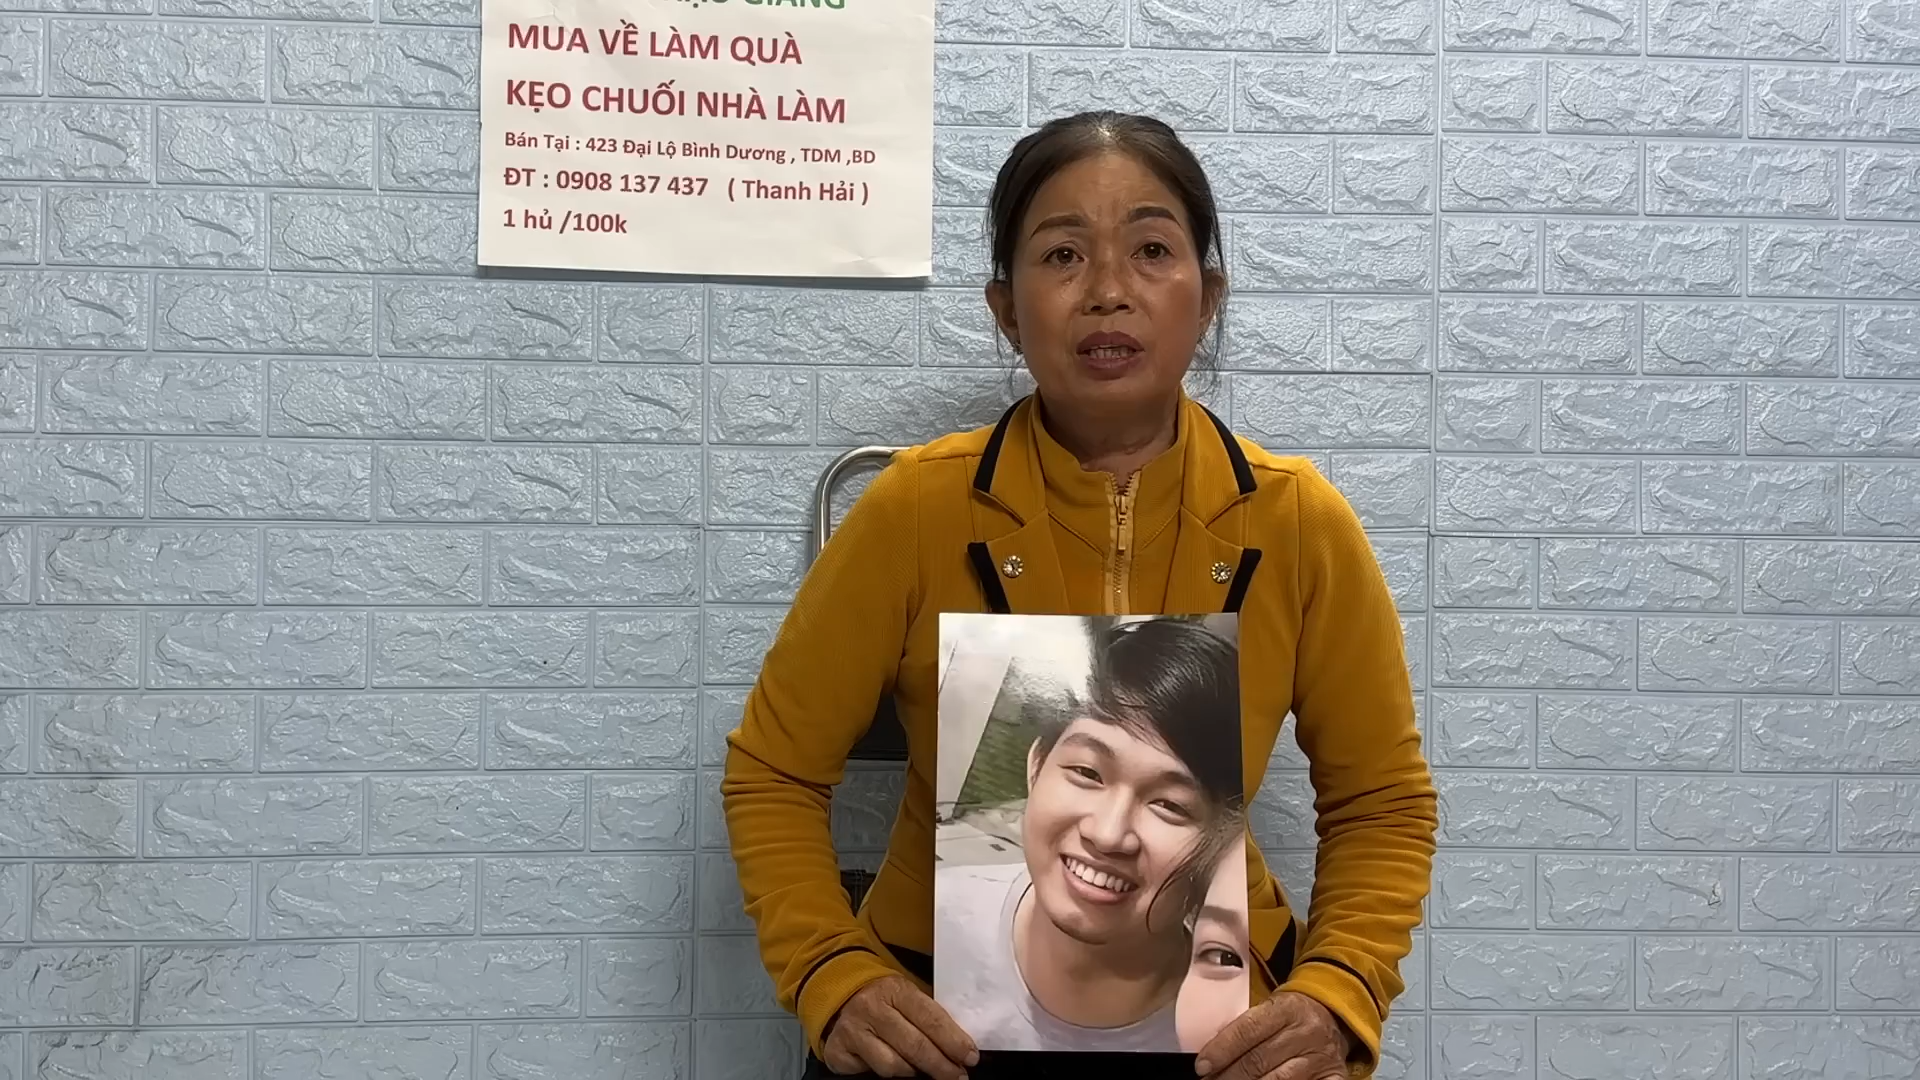 GIANG
MUA VỀ LÀM QUÀ
KẸO CHUỐI NHÀ LÀM
Bán Tại : 423 Đại Lộ Bình Dương , TDM ,BD
ĐT : 0908 137 437 ( Thanh Hải )
1 hủ /100k